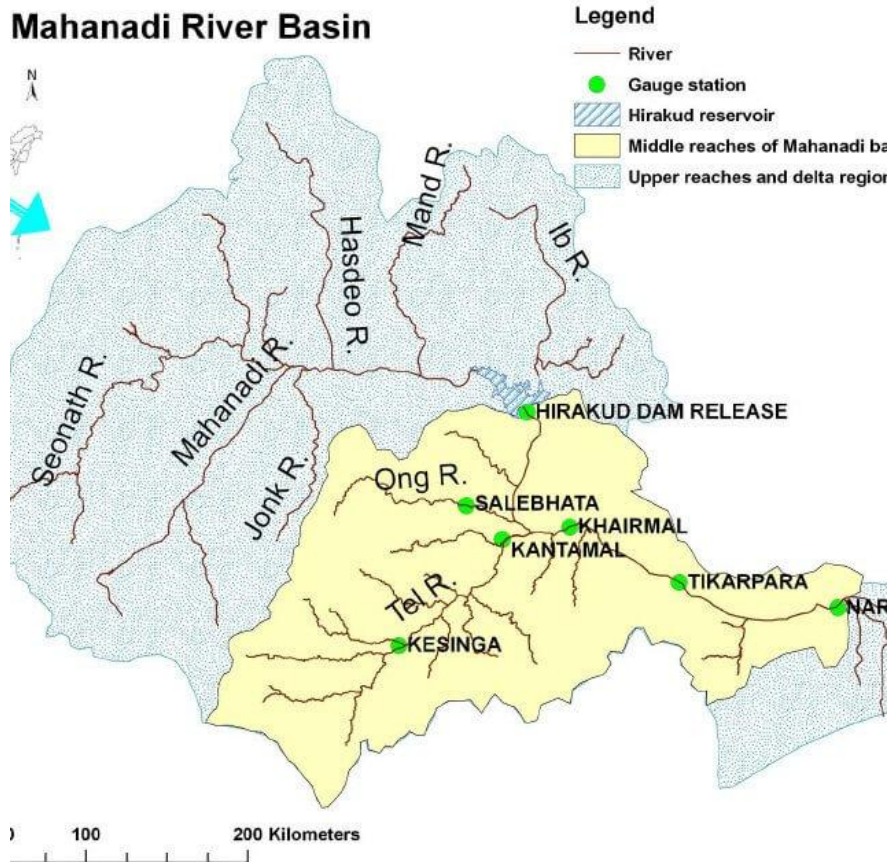 Mahanadi River Basin
Legend
River
Gauge station
Hirakud reservoir
Middle reaches of Mahanadi ba
Upper reaches and delta region
N
Mand R.
Hasdeo R.
Ib R.
Seonath R.
Mahanadi R.
Jonk R.
HIRAKUD DAM RELEASE
Ong R.
SALEBHATA
KHAIRMAL
KANTAMAL
TIKARPARA
Tel R.
NAR
KESINGA
0 100 200 Kilometers